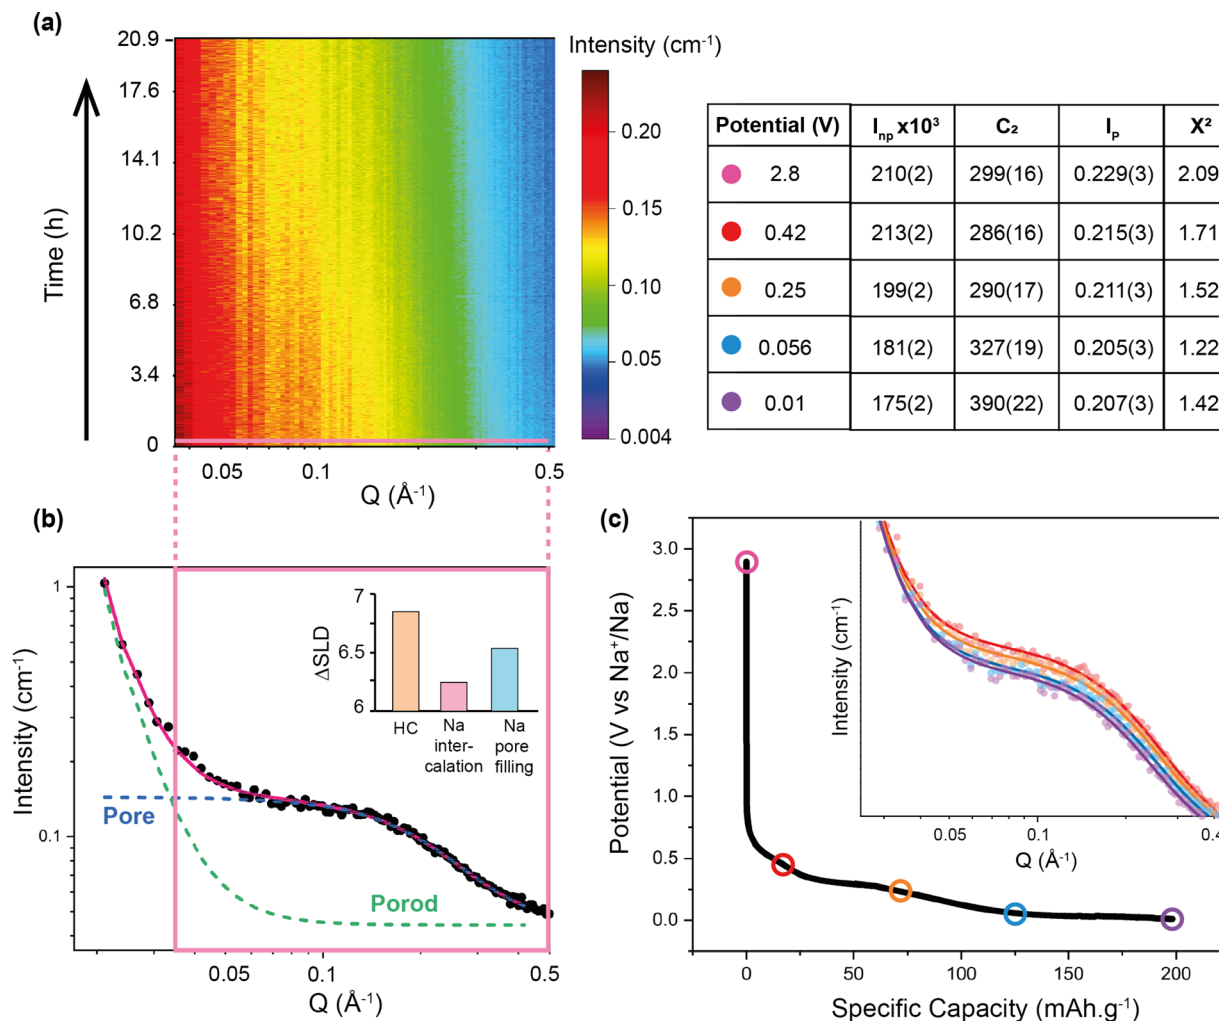 (a)
20.9
17.6
14.1
10.2
6.8
3.4
0
Time (h)
0.05
0.1
0.5
Q (Å⁻¹)
Intensity (cm⁻¹)
0.20
0.15
0.10
0.05
0.004
Potential (V) I_np x10³ C₂ I_P X²
2.8 210(2) 299(16) 0.229(3) 2.09
0.42 213(2) 286(16) 0.215(3) 1.71
0.25 199(2) 290(17) 0.211(3) 1.52
0.056 181(2) 327(19) 0.205(3) 1.22
0.01 175(2) 390(22) 0.207(3) 1.42
(b)
1
0.1
Intensity (cm⁻¹)
7
6.5
6
ΔSLD
HC
Na
inter-
calation
Na
pore
filling
Pore
Porod
0.05
0.1
0.5
Q (Å⁻¹)
(c)
3.0
2.5
2.0
1.5
1.0
0.5
0.0
Potential (V vs Na⁺/Na)
Intensity (cm⁻¹)
0.05
0.1
0.4
Q (Å⁻¹)
0
50
75
100
150
200
Specific Capacity (mAh.g⁻¹)